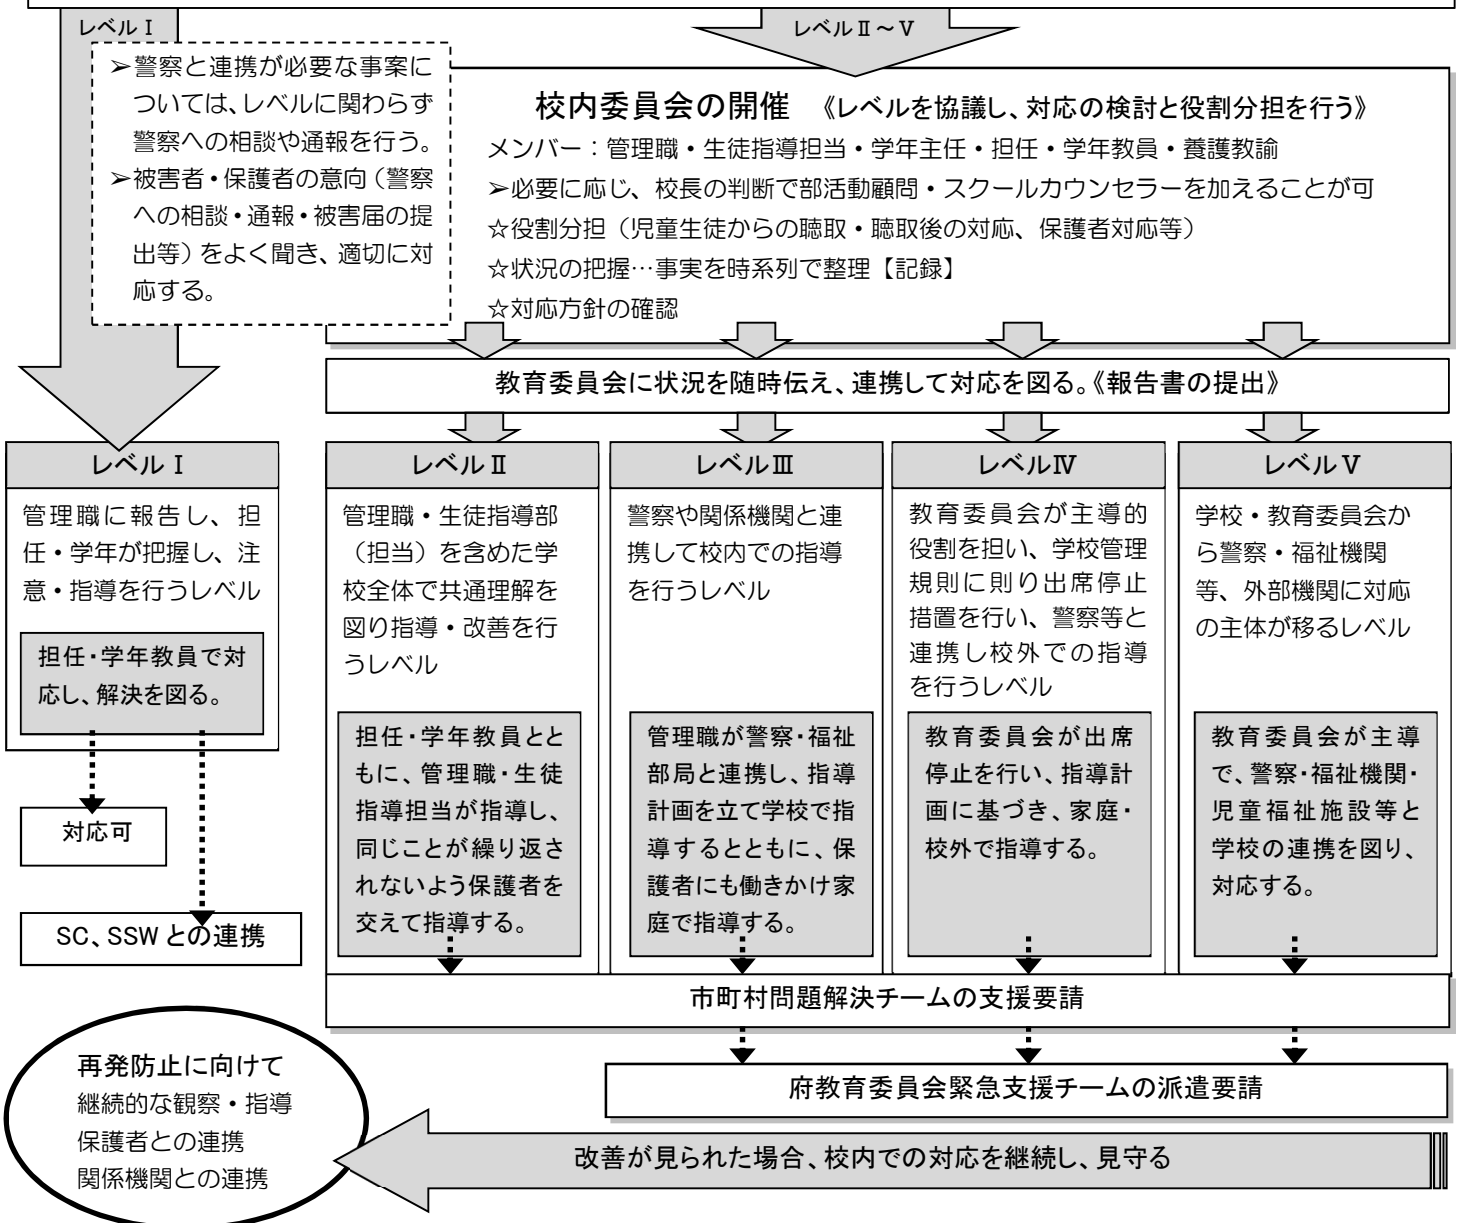 レベルⅠ
レベルⅡ～Ⅴ
➢警察と連携が必要な事案に
ついては、レベルに関わらず
警察への相談や通報を行う。
➢被害者・保護者の意向（警察
への相談・通報・被害届の提
出等）をよく聞き、適切に対
応する。
校内委員会の開催 《レベルを協議し、対応の検討と役割分担を行う》
メンバー：管理職・生徒指導担当・学年主任・担任・学年教員・養護教諭
➢必要に応じ、校長の判断で部活動顧問・スクールカウンセラーを加えることが可
☆役割分担（児童生徒からの聴取・聴取後の対応、保護者対応等）
☆状況の把握…事実を時系列で整理【記録】
☆対応方針の確認
教育委員会に状況を随時伝え、連携して対応を図る。《報告書の提出》
レベルⅠ
管理職に報告し、担
任・学年が把握し、注
意・指導を行うレベル
担任・学年教員で対
応し、解決を図る。
対応可
SC、SSWとの連携
レベルⅡ
管理職・生徒指導部
（担当）を含めた学
校全体で共通理解を
図り指導・改善を行
うレベル
担任・学年教員とと
もに、管理職・生徒
指導担当が指導し、
同じことが繰り返さ
れないよう保護者を
交えて指導する。
レベルⅢ
警察や関係機関と連
携して校内での指導
を行うレベル
管理職が警察・福祉
部局と連携し、指導
計画を立て学校で指
導するとともに、保
護者にも働きかけ家
庭で指導する。
レベルⅣ
教育委員会が主導的
役割を担い、学校管理
規則に則り出席停止
措置を行い、警察等と
連携し校外での指導
を行うレベル
教育委員会が出席
停止を行い、指導計
画に基づき、家庭・
校外で指導する。
レベルⅤ
学校・教育委員会か
ら警察・福祉機関
等、外部機関に対応
の主体が移るレベル
教育委員会が主導
で、警察・福祉機関・
児童福祉施設等と
学校の連携を図り、
対応する。
市町村問題解決チームの支援要請
府教育委員会緊急支援チームの派遣要請
改善が見られた場合、校内での対応を継続し、見守る
再発防止に向けて
継続的な観察・指導
保護者との連携
関係機関との連携